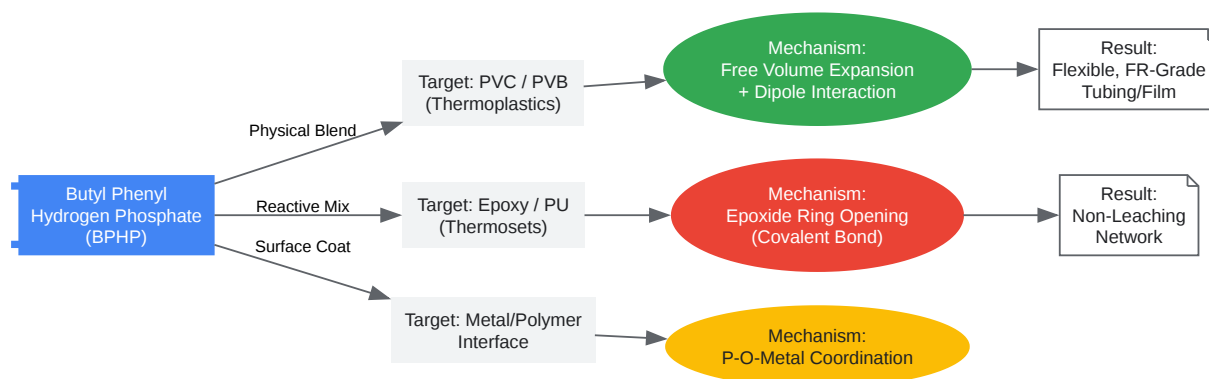 Butyl Phenyl
Hydrogen Phosphate
(BPHP)
Physical Blend
Reactive Mix
Surface Coat
Target: PVC / PVB
(Thermoplastics)
Mechanism:
Free Volume Expansion
+ Dipole Interaction
Result:
Flexible, FR-Grade
Tubing/Film
Target: Epoxy / PU
(Thermosets)
Mechanism:
Epoxide Ring Opening
(Covalent Bond)
Result:
Non-Leaching
Network
Target: Metal/Polymer
Interface
Mechanism:
P-O-Metal Coordination